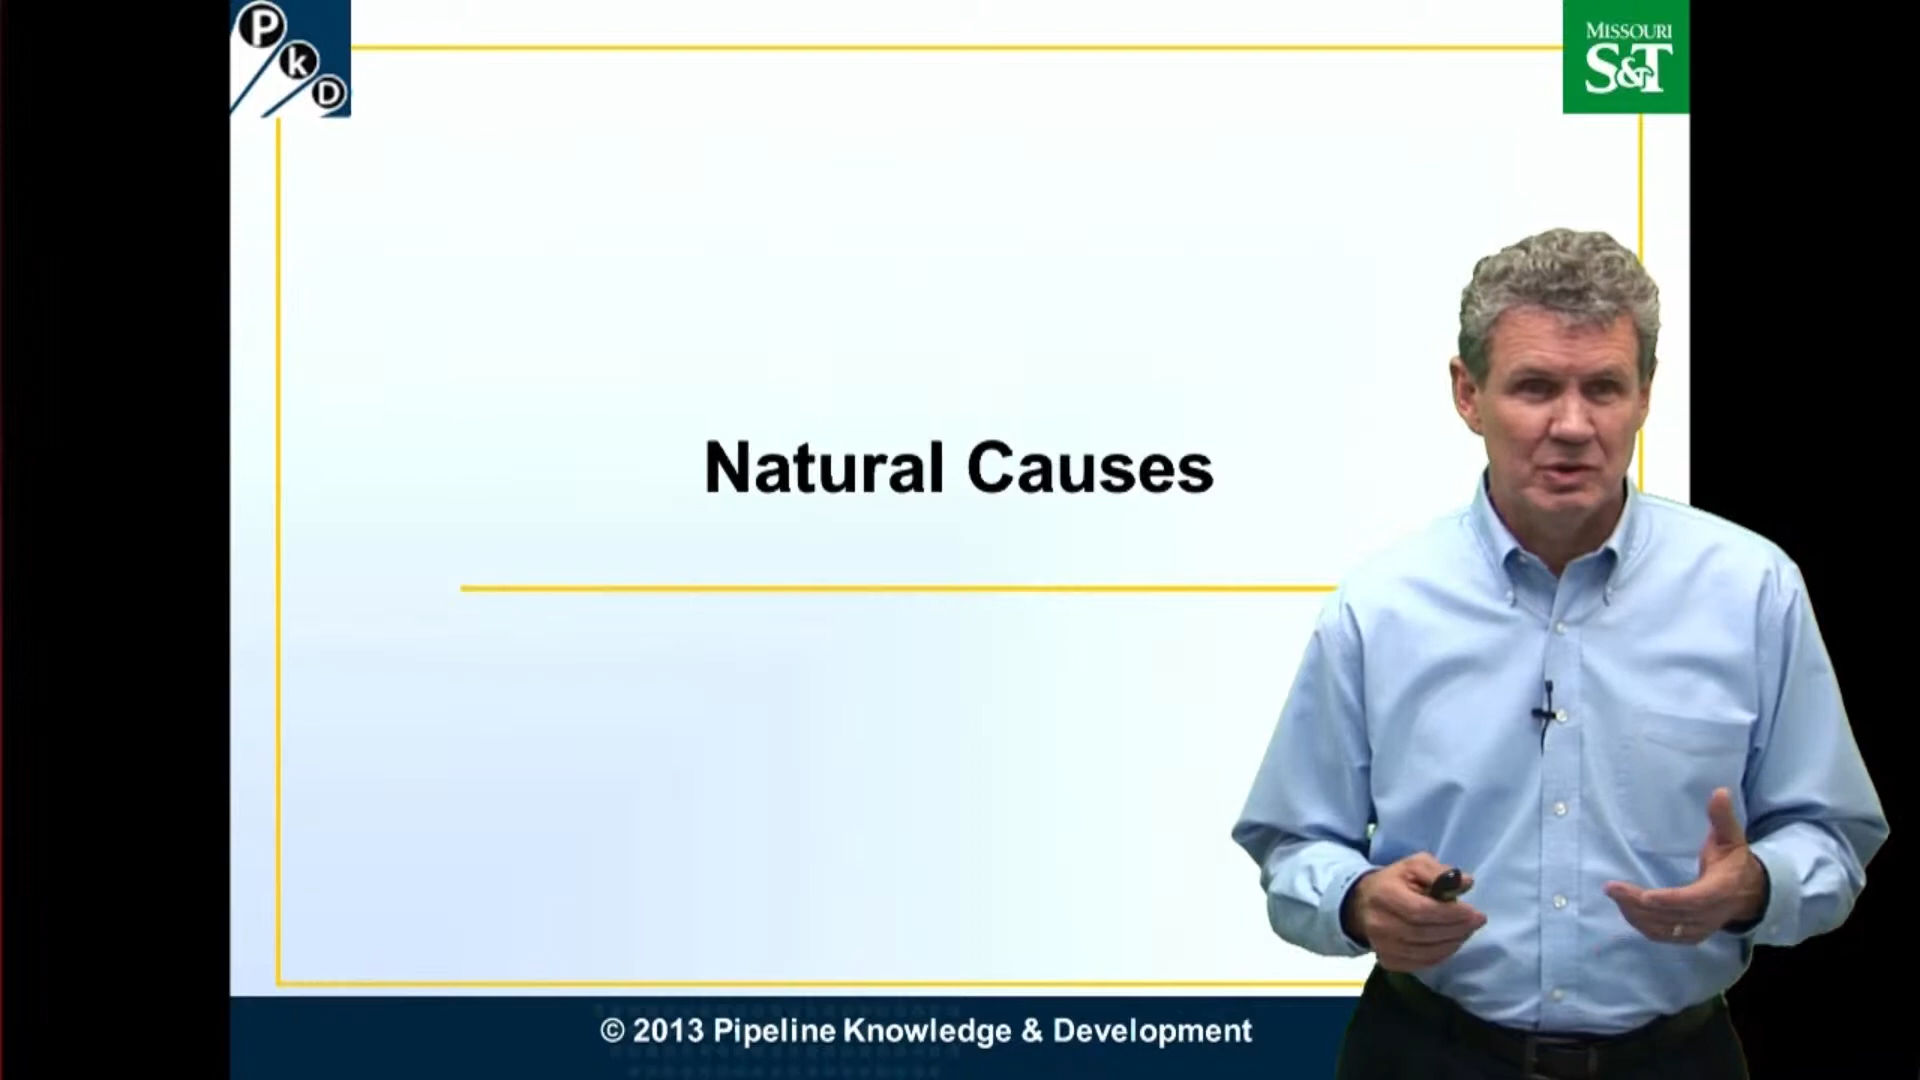 P
k
D
MISSOURI
S&T
Natural Causes
© 2013 Pipeline Knowledge & Development